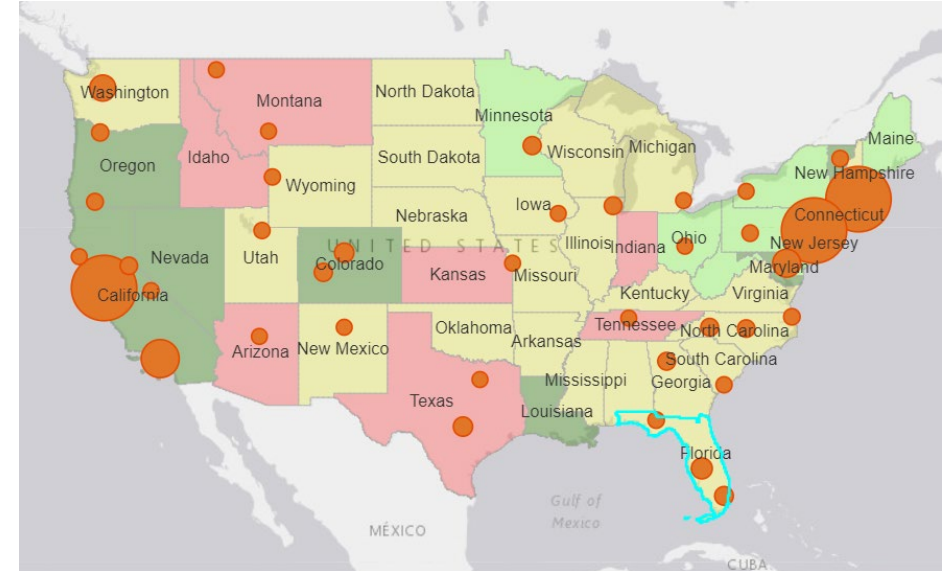 Washington
Montana
North Dakota
Minnesota
Maine
Oregon
Idaho
South Dakota
Wisconsin
Michigan
New Hampshire
Wyoming
Iowa
Nebraska
Connecticut
Nevada
Utah
UNITED STATES
Colorado
Illinois
Indiana
Ohio
New Jersey
Kansas
Missouri
Maryland
California
Kentucky
Virginia
Oklahoma
Tennessee
North Carolina
Arizona
New Mexico
Arkansas
South Carolina
Mississippi
Georgia
Texas
Louisiana
Florida
Gulf of
Mexico
MÉXICO
CUBA